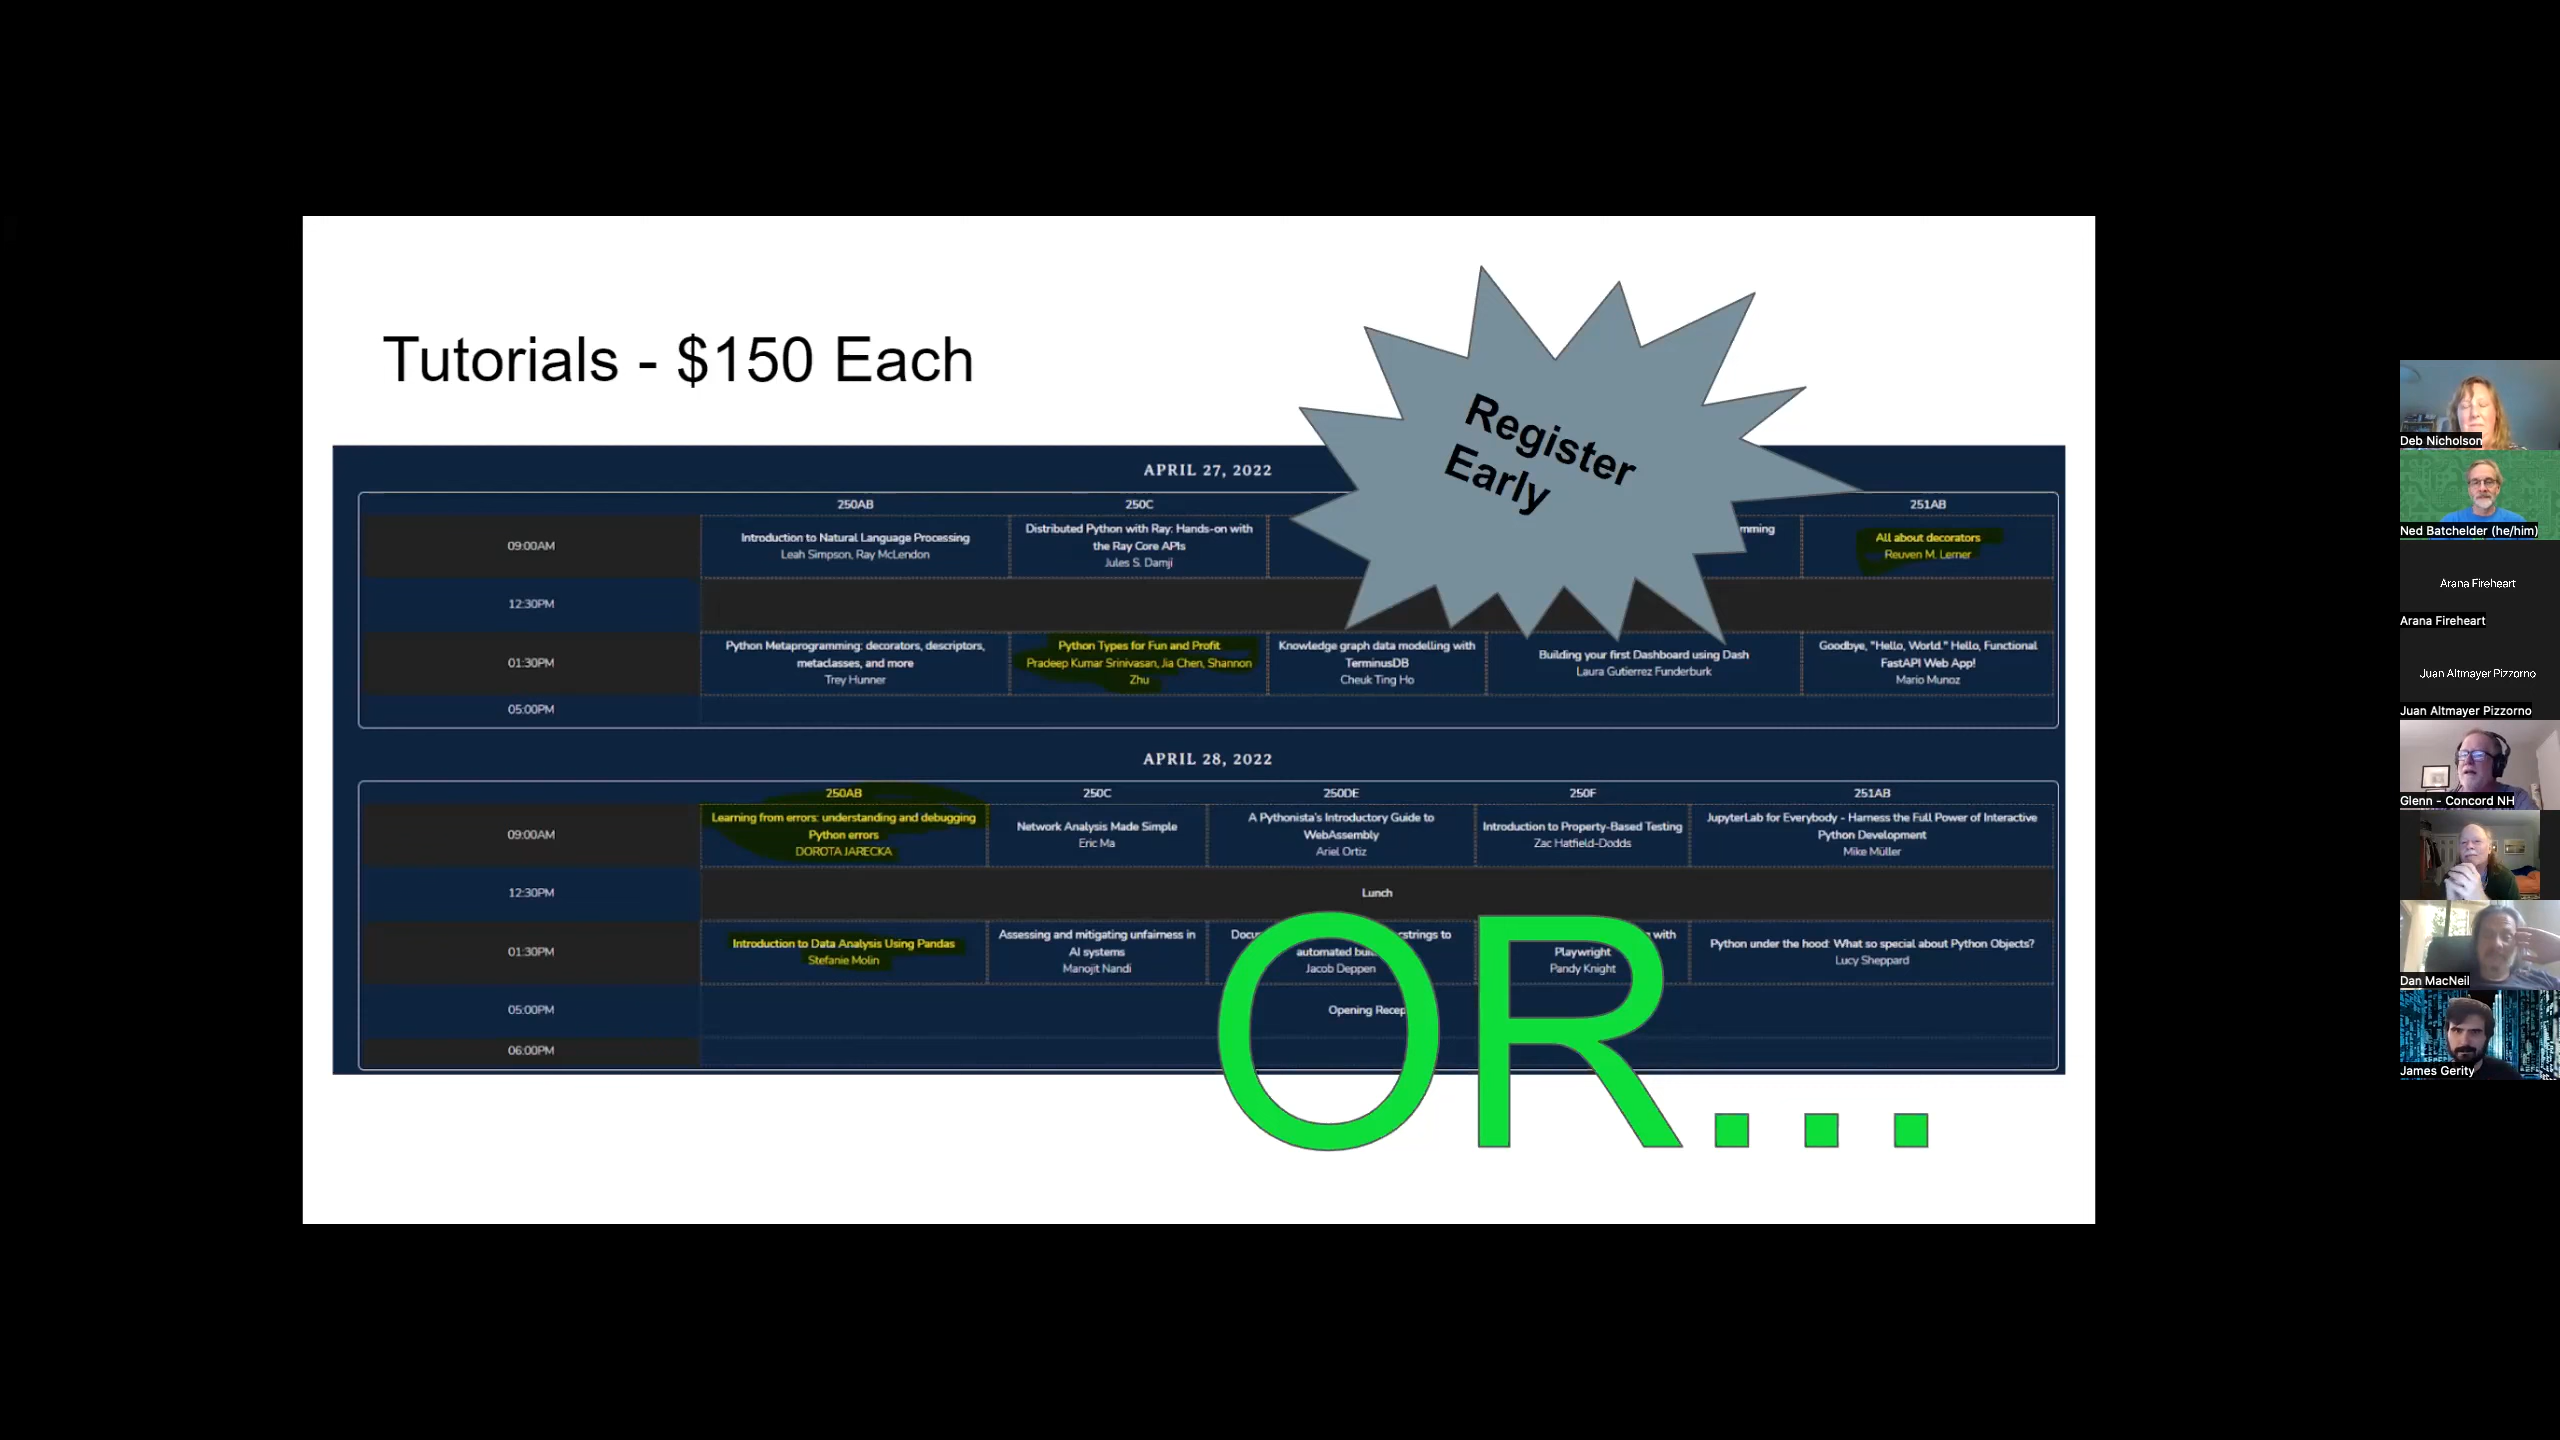 Tutorials - $150 Each
Register
Early
APRIL 27, 2022
250AB
250C
251AB
09:00AM
Introduction to Natural Language Processing
Leah Simpson, Ray McLendon
Distributed Python with Ray: Hands-on with
the Ray Core APIs
Jules S. Damji
mming
All about decorators
Reuven M. Lerner
12:30PM
01:30PM
Python Metaprogramming: decorators, descriptors,
metaclasses, and more
Trey Hunner
Python Types for Fun and Profit
Pradeep Kumar Srinivasan, Jia Chen, Shannon
Zhu
Knowledge graph data modelling with
TerminusDB
Cheuk Ting Ho
Building your first Dashboard using Dash
Laura Gutierrez Funderburk
Goodbye, "Hello, World." Hello, Functional
FastAPI Web App!
Mario Munoz
05:00PM
APRIL 28, 2022
250AB
250C
250DE
250F
251AB
09:00AM
Learning from errors: understanding and debugging
Python errors
DOROTA JARECKA
Network Analysis Made Simple
Eric Ma
A Pythonista's Introductory Guide to
WebAssembly
Ariel Ortiz
Introduction to Property-Based Testing
Zac Hatfield-Dodds
JupyterLab for Everybody - Harness the Full Power of Interactive
Python Development
Mike Müller
12:30PM
Lunch
01:30PM
Introduction to Data Analysis Using Pandas
Stefanie Molin
Assessing and mitigating unfairness in
AI systems
Manojit Nandi
strings to
automated
Jacob Deppen
with
Playwright
Pandy Knight
Python under the hood: What so special about Python Objects?
Lucy Sheppard
05:00PM
Opening Recep
06:00PM
OR...
Deb Nicholson
Ned Batchelder (he/him)
Arana Fireheart
Arana Fireheart
Juan Altmayer Pizzorno
Juan Altmayer Pizzorno
Glenn - Concord NH
Dan MacNeil
James Gerity